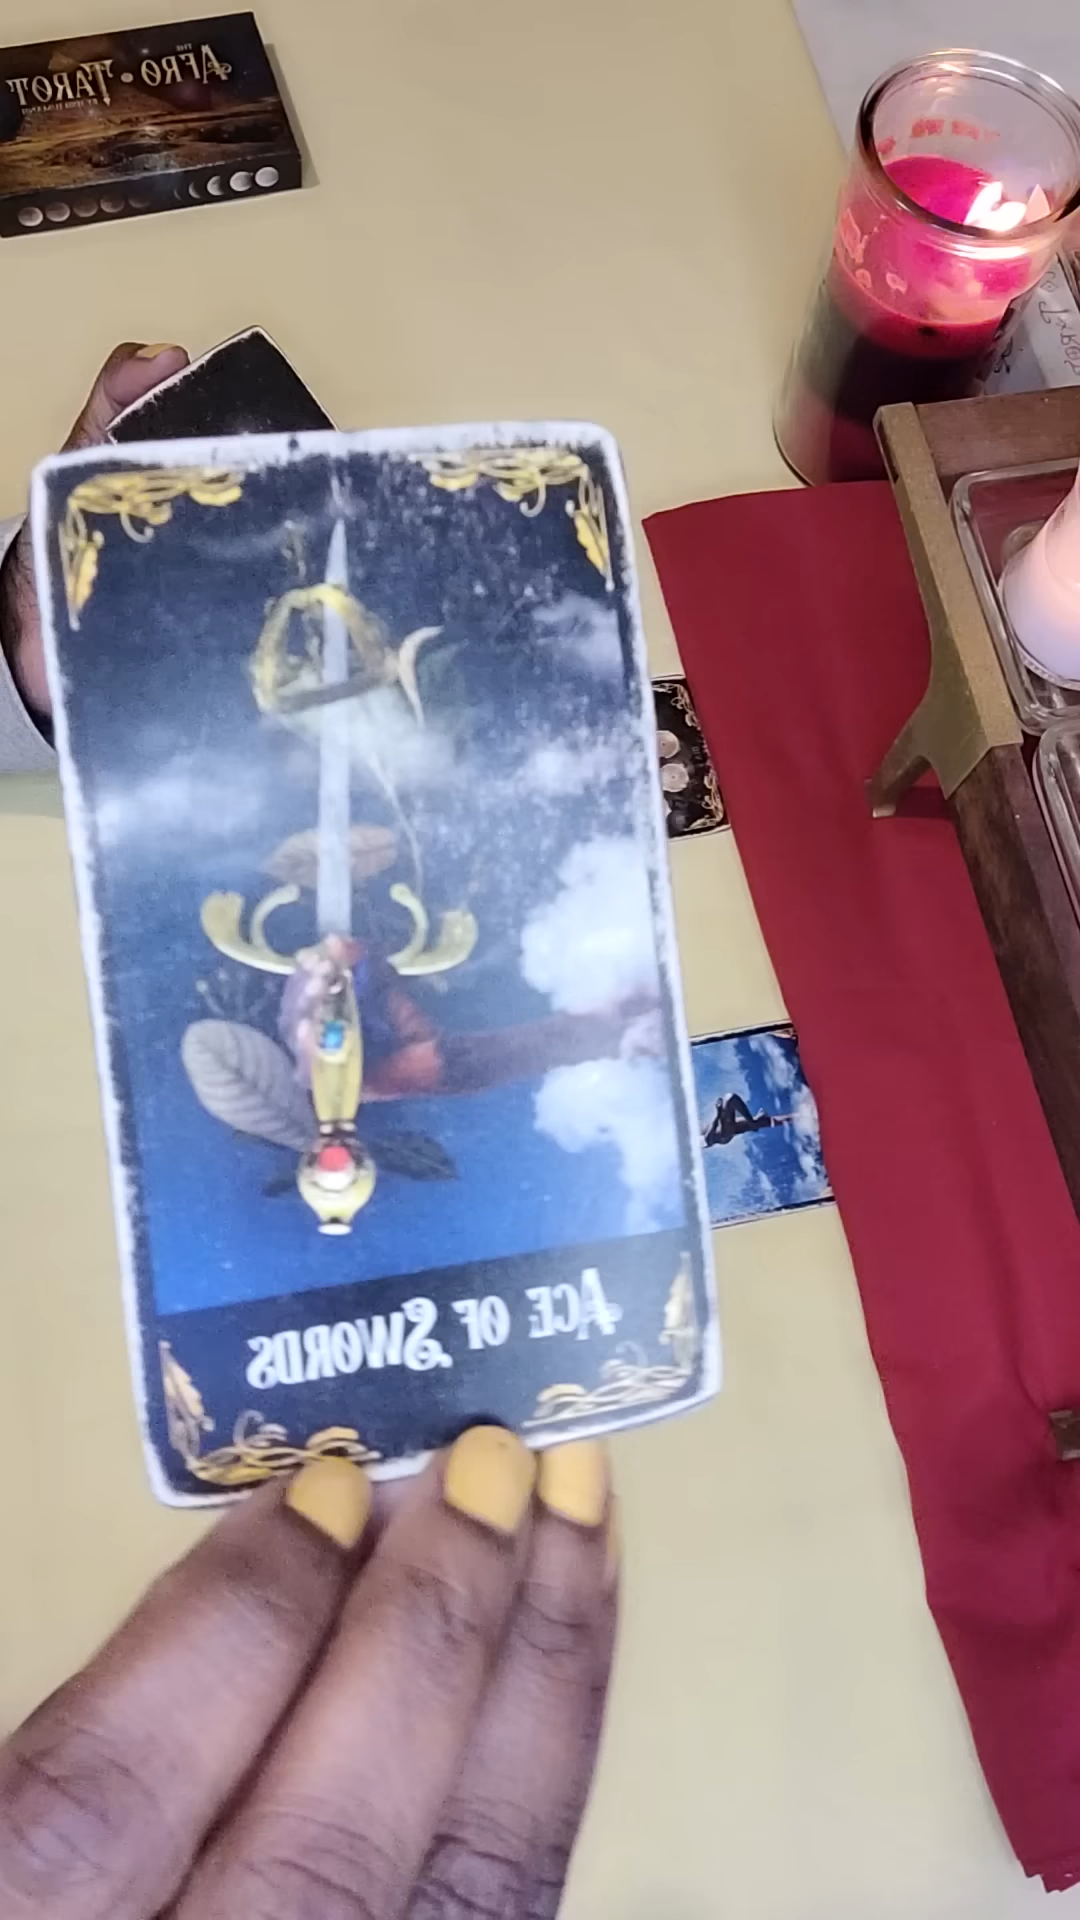 THE
AFRO • TAROT
ACE OF SWORDS